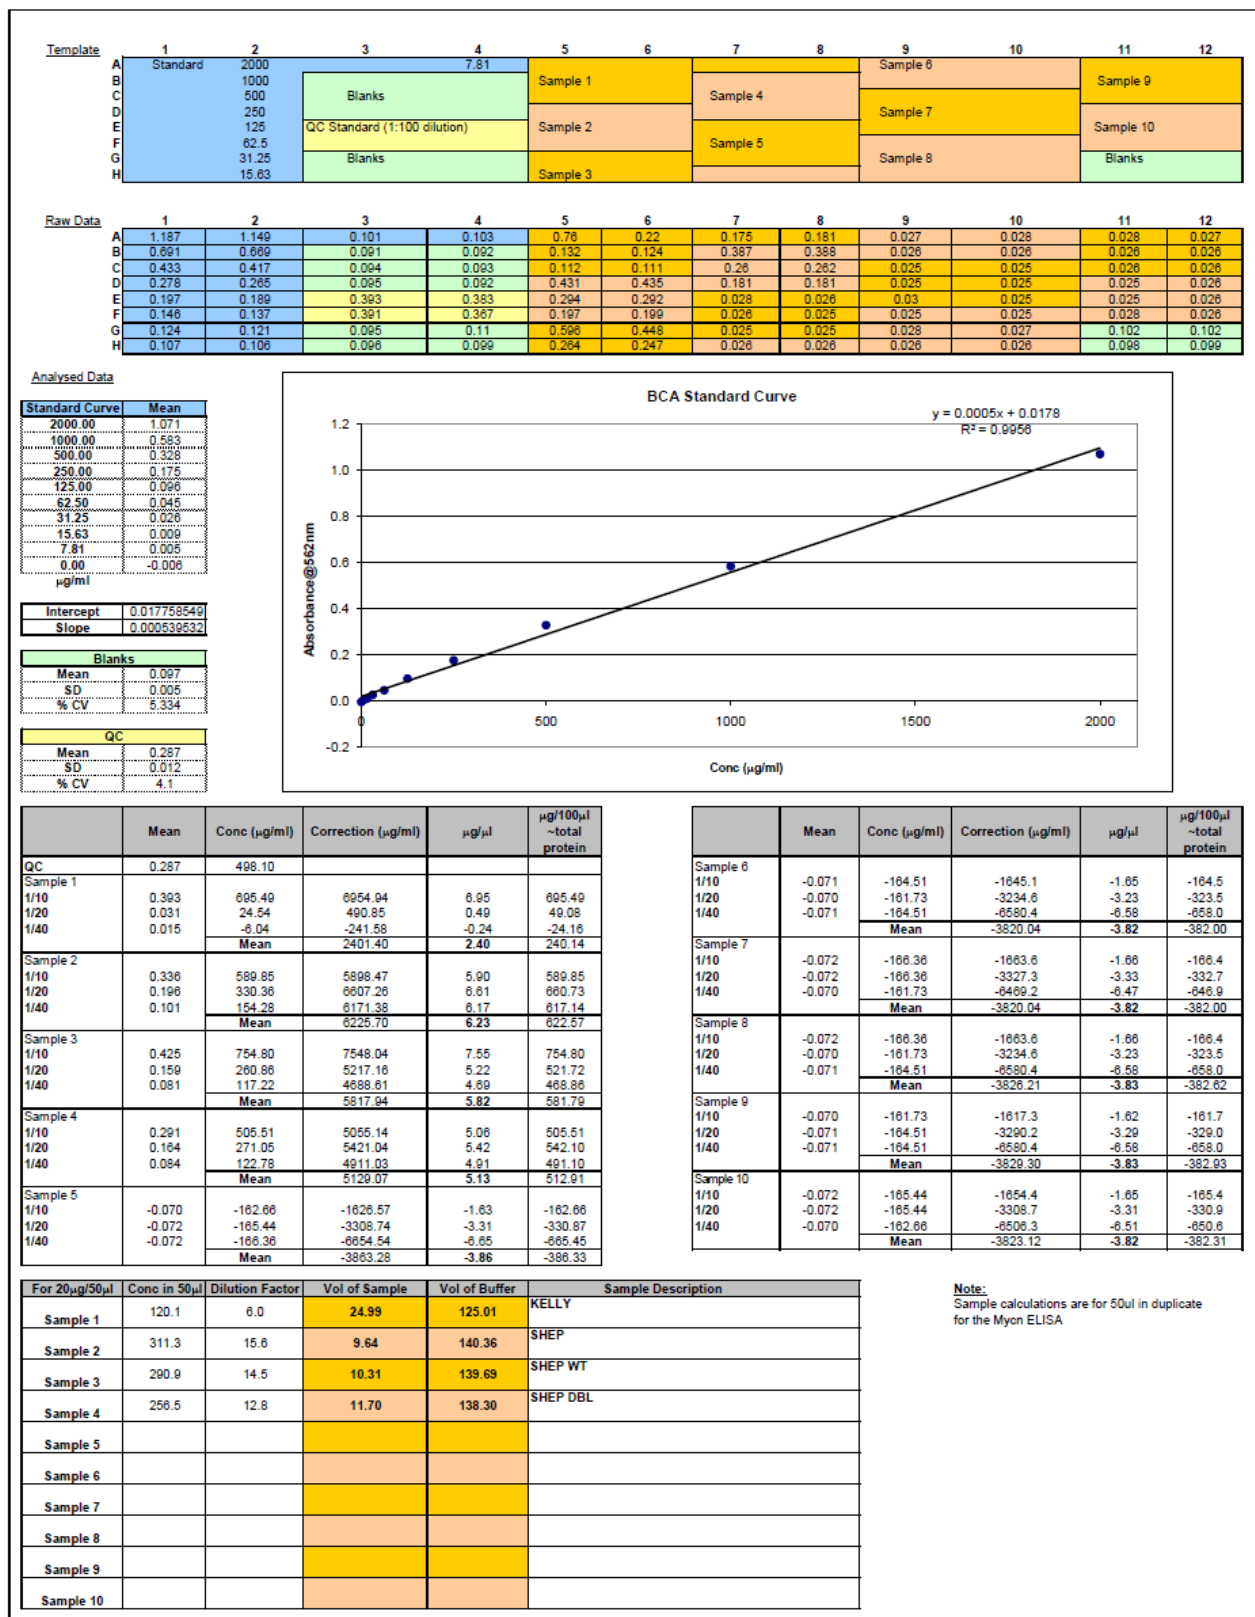 Template 1 2 3 4 5 6 7 8 9 10 11 12
A Standard 2000 7.81 Sample 6
B 1000 Sample 1 Sample 9
C 500 Blanks Sample 4
D 250 Sample 7
E 125 QC Standard (1:100 dilution) Sample 2 Sample 10
F 62.5 Sample 5
G 31.25 Blanks Sample 8 Blanks
H 15.63 Sample 3
Raw Data 1 2 3 4 5 6 7 8 9 10 11 12
A 1.187 1.149 0.101 0.103 0.76 0.22 0.175 0.181 0.027 0.028 0.028 0.027
B 0.691 0.669 0.091 0.092 0.132 0.124 0.387 0.388 0.026 0.026 0.026 0.026
C 0.433 0.417 0.094 0.093 0.112 0.111 0.26 0.262 0.025 0.025 0.026 0.026
D 0.278 0.265 0.095 0.092 0.431 0.435 0.181 0.181 0.025 0.025 0.025 0.026
E 0.197 0.189 0.393 0.383 0.294 0.292 0.028 0.026 0.03 0.025 0.025 0.026
F 0.146 0.137 0.391 0.367 0.197 0.199 0.026 0.025 0.025 0.025 0.028 0.026
G 0.124 0.121 0.095 0.11 0.596 0.448 0.025 0.025 0.028 0.027 0.102 0.102
H 0.107 0.106 0.096 0.099 0.264 0.247 0.026 0.026 0.026 0.026 0.098 0.099
Analysed Data
Standard Curve Mean
2000.00 1.071
1000.00 0.583
500.00 0.328
250.00 0.175
125.00 0.096
62.50 0.045
31.25 0.026
15.63 0.009
7.81 0.005
0.00 -0.006
µg/ml
Intercept 0.017758549
Slope 0.000539532
Blanks
Mean 0.097
SD 0.005
% CV 5.334
QC
Mean 0.287
SD 0.012
% CV 4.1
BCA Standard Curve
y = 0.0005x + 0.0178
R² = 0.9956
1.2
1.0
0.8
0.6
0.4
0.2
0.0
-0.2
0 500 1000 1500 2000
Absorbance@562nm
Conc (µg/ml)
Mean Conc (µg/ml) Correction (µg/ml) µg/µl µg/100µl ~total protein
QC 0.287 498.10
Sample 1
1/10 0.393 695.49 6954.94 6.95 695.49
1/20 0.031 24.54 490.85 0.49 49.08
1/40 0.015 -6.04 -241.58 -0.24 -24.16
Mean 2401.40 2.40 240.14
Sample 2
1/10 0.336 589.85 5898.47 5.90 589.85
1/20 0.196 330.36 6607.26 6.61 660.73
1/40 0.101 154.28 6171.38 6.17 617.14
Mean 6225.70 6.23 622.57
Sample 3
1/10 0.425 754.80 7548.04 7.55 754.80
1/20 0.159 260.86 5217.16 5.22 521.72
1/40 0.081 117.22 4688.61 4.69 468.86
Mean 5817.94 5.82 581.79
Sample 4
1/10 0.291 505.51 5055.14 5.06 505.51
1/20 0.164 271.05 5421.04 5.42 542.10
1/40 0.084 122.78 4911.03 4.91 491.10
Mean 5129.07 5.13 512.91
Sample 5
1/10 -0.070 -162.66 -1626.57 -1.63 -162.66
1/20 -0.072 -165.44 -3308.74 -3.31 -330.87
1/40 -0.072 -166.36 -6654.54 -6.65 -665.45
Mean -3863.28 -3.86 -386.33
Mean Conc (µg/ml) Correction (µg/ml) µg/µl µg/100µl ~total protein
Sample 6
1/10 -0.071 -164.51 -1645.1 -1.65 -164.5
1/20 -0.070 -161.73 -3234.6 -3.23 -323.5
1/40 -0.071 -164.51 -6580.4 -6.58 -658.0
Mean -3820.04 -3.82 -382.00
Sample 7
1/10 -0.072 -166.36 -1663.6 -1.66 -166.4
1/20 -0.072 -166.36 -3327.3 -3.33 -332.7
1/40 -0.070 -161.73 -6469.2 -6.47 -646.9
Mean -3820.04 -3.82 -382.00
Sample 8
1/10 -0.072 -166.36 -1663.6 -1.66 -166.4
1/20 -0.070 -161.73 -3234.6 -3.23 -323.5
1/40 -0.071 -164.51 -6580.4 -6.58 -658.0
Mean -3826.21 -3.83 -382.62
Sample 9
1/10 -0.070 -161.73 -1617.3 -1.62 -161.7
1/20 -0.071 -164.51 -3290.2 -3.29 -329.0
1/40 -0.071 -164.51 -6580.4 -6.58 -658.0
Mean -3829.30 -3.83 -382.93
Sample 10
1/10 -0.072 -165.44 -1654.4 -1.65 -165.4
1/20 -0.072 -165.44 -3308.7 -3.31 -330.9
1/40 -0.070 -162.66 -6506.3 -6.51 -650.6
Mean -3823.12 -3.82 -382.31
For 20µg/50µl Conc in 50µl Dilution Factor Vol of Sample Vol of Buffer Sample Description
Sample 1 120.1 6.0 24.99 125.01 KELLY
Sample 2 311.3 15.6 9.64 140.36 SHEP
Sample 3 290.9 14.5 10.31 139.69 SHEP WT
Sample 4 256.5 12.8 11.70 138.30 SHEP DBL
Sample 5
Sample 6
Sample 7
Sample 8
Sample 9
Sample 10
Note:
Sample calculations are for 50ul in duplicate
for the Mycn ELISA